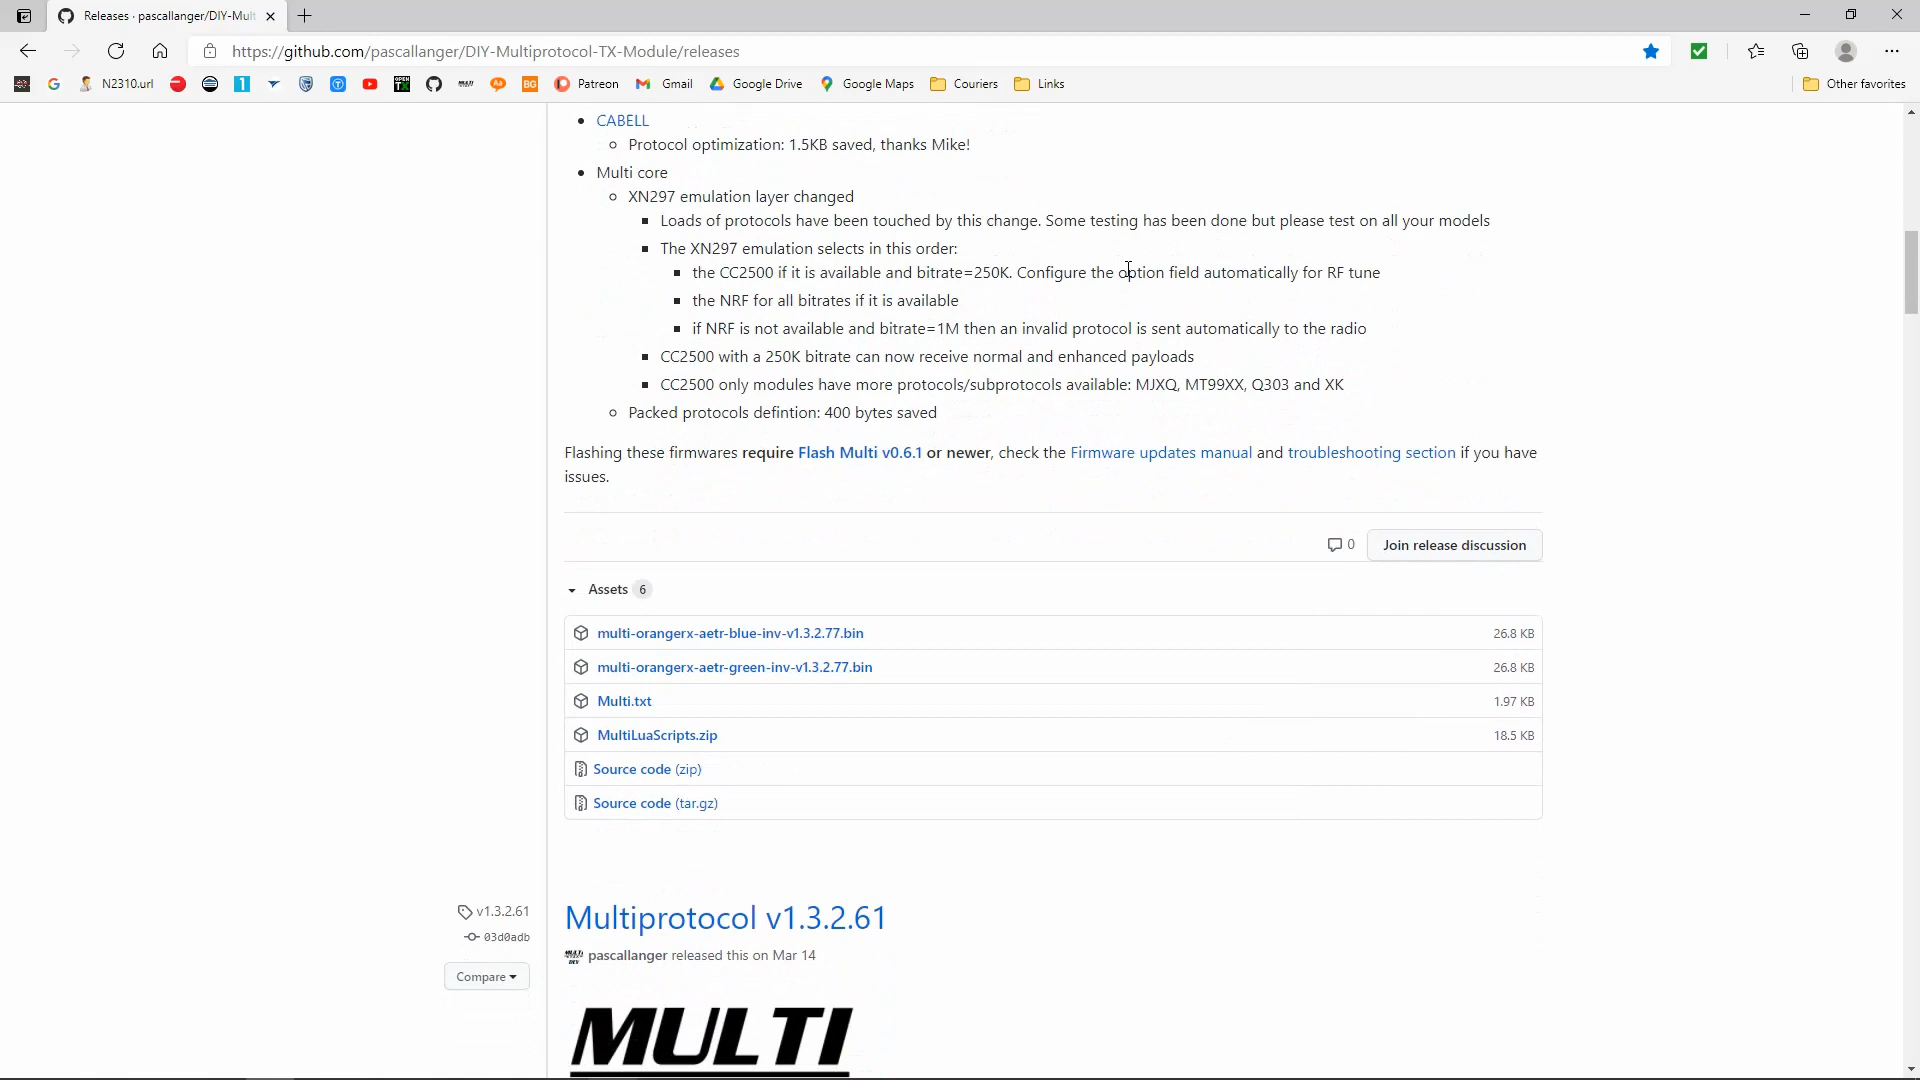 Releases · pascallanger/DIY-Mult
https://github.com/pascallanger/DIY-Multiprotocol-TX-Module/releases
N2310.url
Patreon
Gmail
Google Drive
Google Maps
Couriers
Links
Other favorites
CABELL
Protocol optimization: 1.5KB saved, thanks Mike!
Multi core
XN297 emulation layer changed
Loads of protocols have been touched by this change. Some testing has been done but please test on all your models
The XN297 emulation selects in this order:
the CC2500 if it is available and bitrate=250K. Configure the option field automatically for RF tune
the NRF for all bitrates if it is available
if NRF is not available and bitrate=1M then an invalid protocol is sent automatically to the radio
CC2500 with a 250K bitrate can now receive normal and enhanced payloads
CC2500 only modules have more protocols/subprotocols available: MJXQ, MT99XX, Q303 and XK
Packed protocols defintion: 400 bytes saved
Flashing these firmwares require Flash Multi v0.6.1 or newer, check the Firmware updates manual and troubleshooting section if you have
issues.
0
Join release discussion
Assets 6
multi-orangerx-aetr-blue-inv-v1.3.2.77.bin 26.8 KB
multi-orangerx-aetr-green-inv-v1.3.2.77.bin 26.8 KB
Multi.txt 1.97 KB
MultiLuaScripts.zip 18.5 KB
Source code (zip)
Source code (tar.gz)
v1.3.2.61
03d0adb
Compare
Multiprotocol v1.3.2.61
pascallanger released this on Mar 14
MULTI